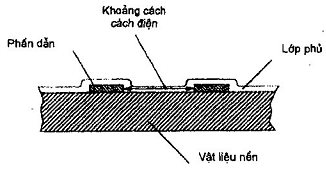 Khoảng cách
cách điện
Phần dẫn
Lớp phủ
Vật liệu nền